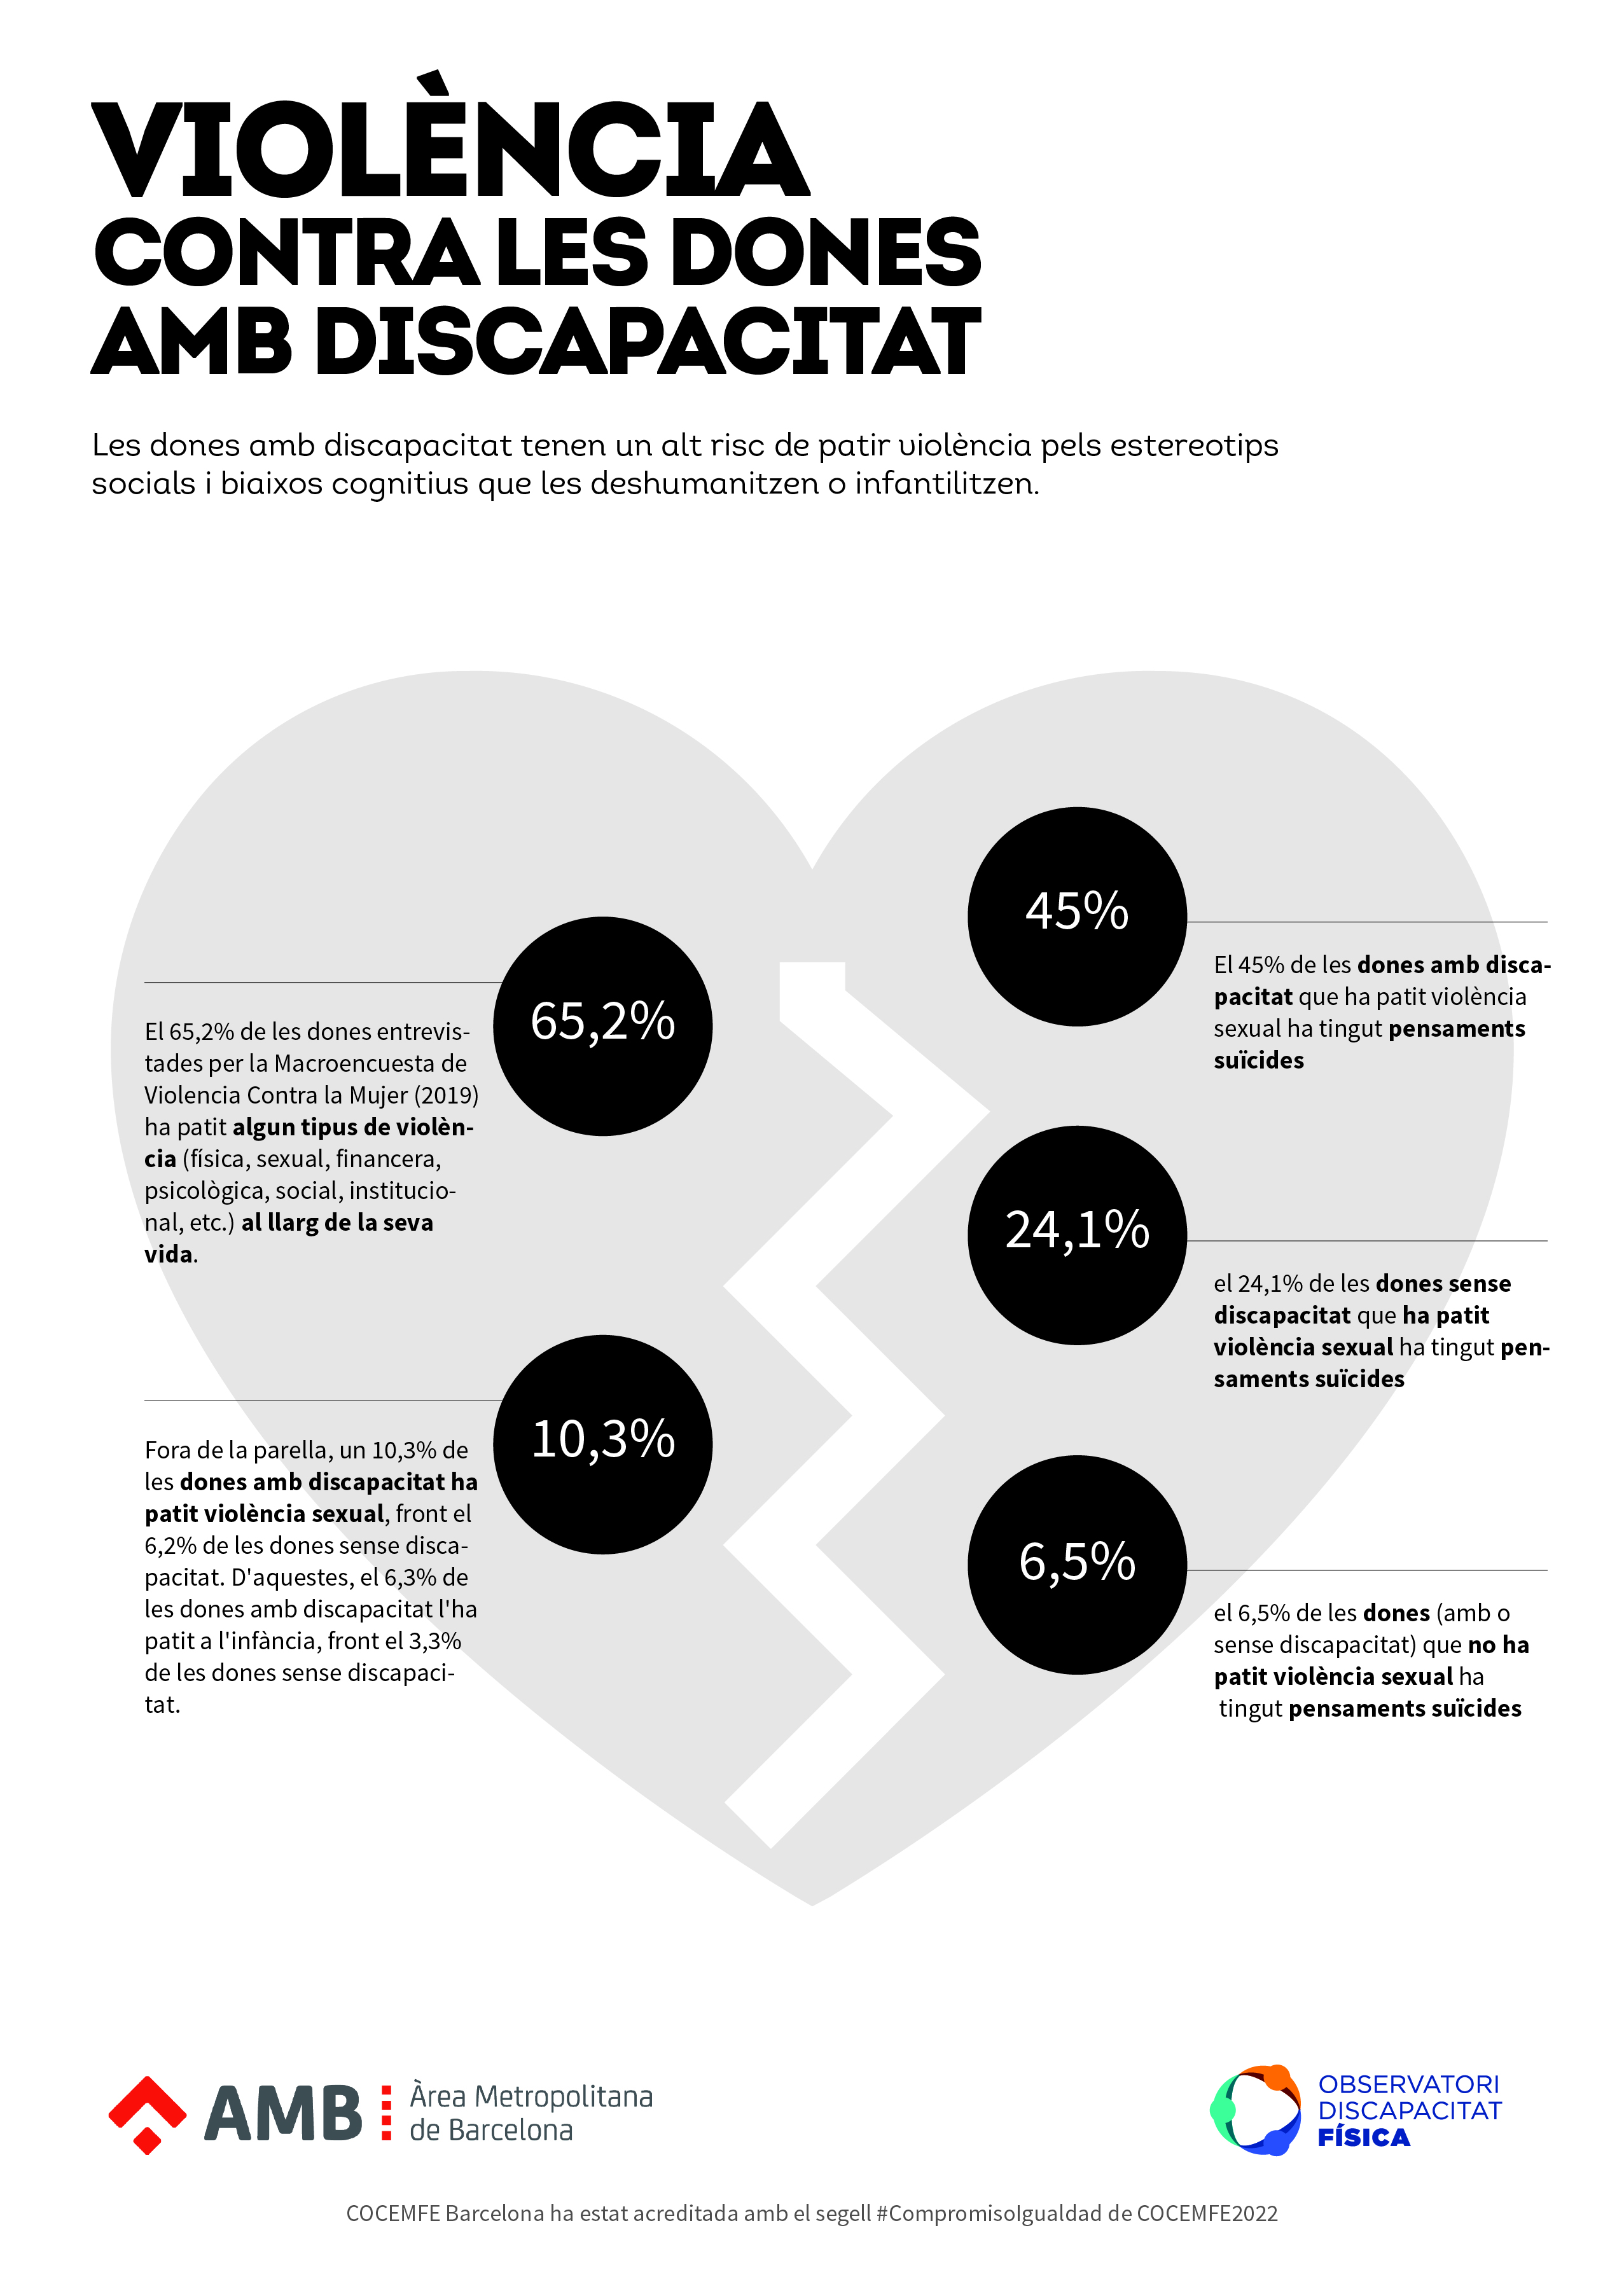 VIOLÈNCIA
CONTRA LES DONES
AMB DISCAPACITAT
Les dones amb discapacitat tenen un alt risc de patir violència pels estereotips
socials i biaixos cognitius que les deshumanitzen o infantilitzen.
65,2%
El 65,2% de les dones entrevis-
tades per la Macroencuesta de
Violencia Contra la Mujer (2019)
ha patit algun tipus de violèn-
cia (física, sexual, financera,
psicològica, social, institucio-
nal, etc.) al llarg de la seva
vida.
10,3%
Fora de la parella, un 10,3% de
les dones amb discapacitat ha
patit violència sexual, front el
6,2% de les dones sense disca-
pacitat. D'aquestes, el 6,3% de
les dones amb discapacitat l'ha
patit a l'infància, front el 3,3%
de les dones sense discapaci-
tat.
45%
El 45% de les dones amb disca-
pacitat que ha patit violència
sexual ha tingut pensaments
suïcides
24,1%
el 24,1% de les dones sense
discapacitat que ha patit
violència sexual ha tingut pen-
saments suïcides
6,5%
el 6,5% de les dones (amb o
sense discapacitat) que no ha
patit violència sexual ha
tingut pensaments suïcides
AMB
Àrea Metropolitana
de Barcelona
OBSERVATORI
DISCAPACITAT
FÍSICA
COCEMFE Barcelona ha estat acreditada amb el segell #CompromisoIgualdad de COCEMFE2022